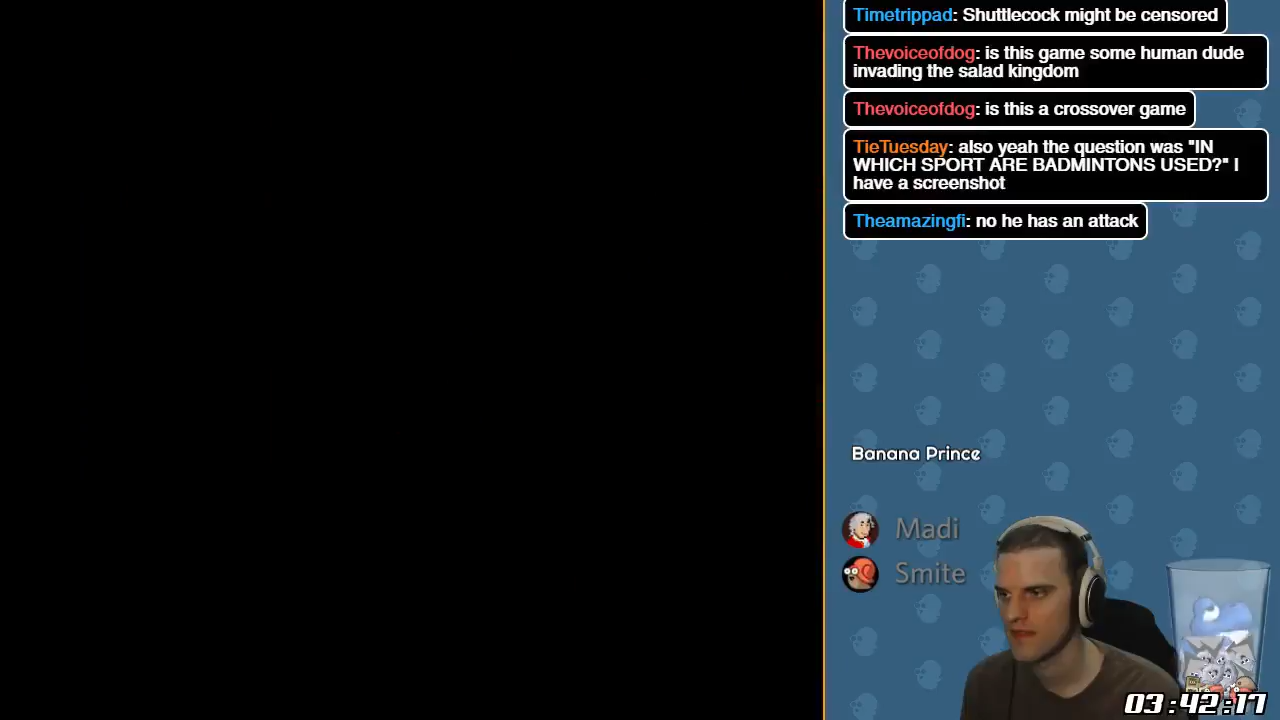 Timetrippad: Shuttlecock might be censored
Thevoiceofdog: is this game some human dude
invading the salad kingdom
Thevoiceofdog: is this a crossover game
TieTuesday: also yeah the question was "IN
WHICH SPORT ARE BADMINTONS USED?" I
have a screenshot
Theamazingfi: no he has an attack
Banana Prince
Madi
Smite
03:42:17